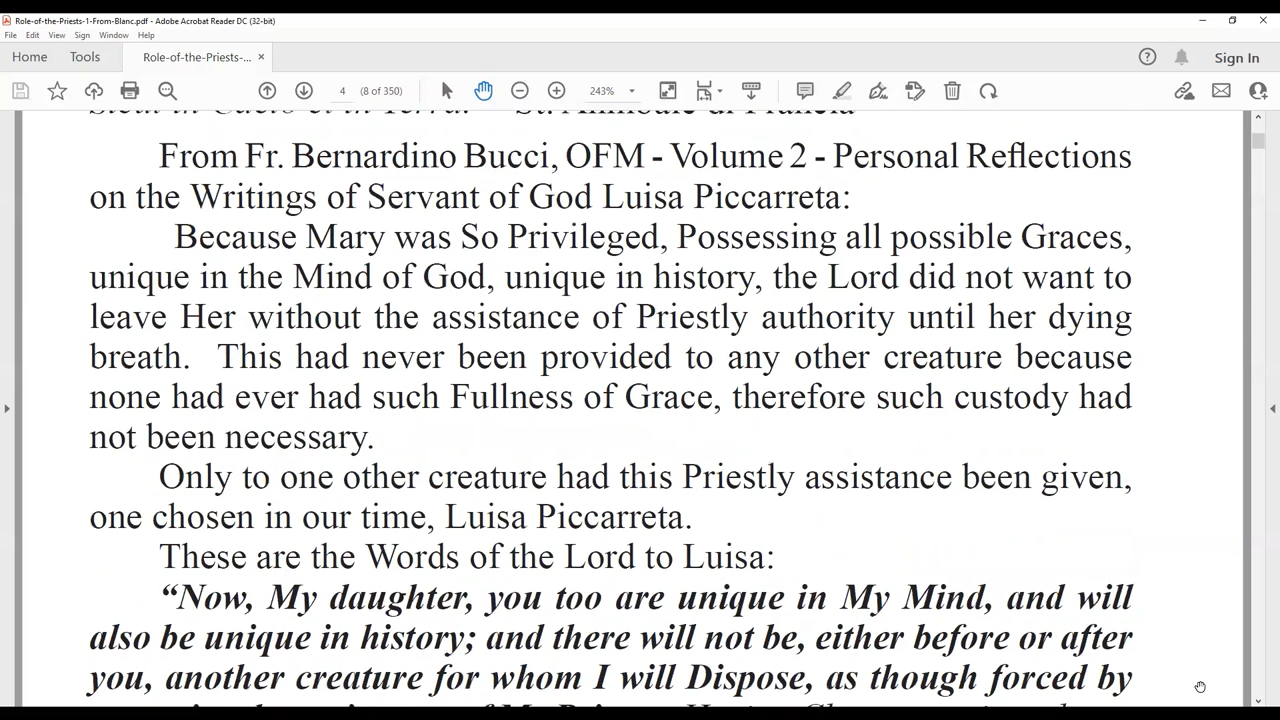 Role-of-the-Priests-1-From-Blanc.pdf - Adobe Acrobat Reader DC (32-bit)
File Edit View Sign Window Help
Home Tools Role-of-the-Priests-... × Sign In
4 (8 of 350) 243%
From Fr. Bernardino Bucci, OFM - Volume 2 - Personal Reflections
on the Writings of Servant of God Luisa Piccarreta:
Because Mary was So Privileged, Possessing all possible Graces,
unique in the Mind of God, unique in history, the Lord did not want to
leave Her without the assistance of Priestly authority until her dying
breath. This had never been provided to any other creature because
none had ever had such Fullness of Grace, therefore such custody had
not been necessary.
Only to one other creature had this Priestly assistance been given,
one chosen in our time, Luisa Piccarreta.
These are the Words of the Lord to Luisa:
“Now, My daughter, you too are unique in My Mind, and will
also be unique in history; and there will not be, either before or after
you, another creature for whom I will Dispose, as though forced by